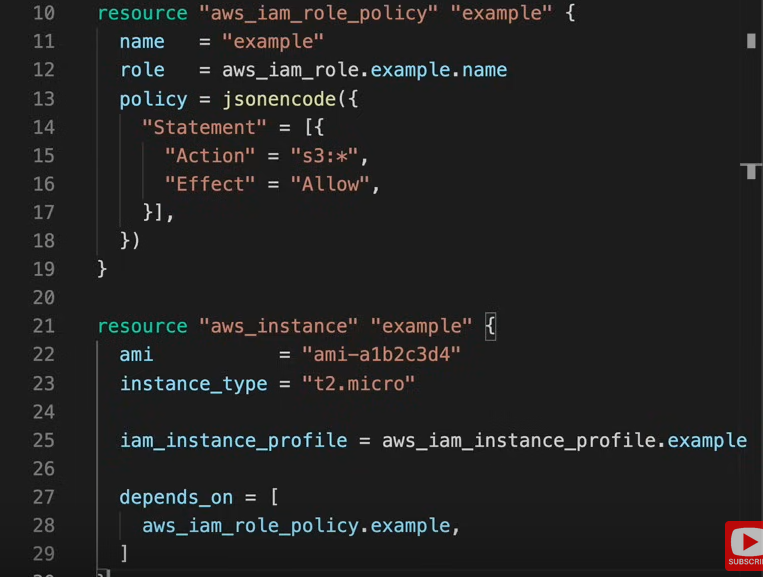 10 resource "aws_iam_role_policy" "example" {
11   name   = "example"
12   role   = aws_iam_role.example.name
13   policy = jsonencode({
14     "Statement" = [{
15       "Action" = "s3:*",
16       "Effect" = "Allow",
17     }],
18   })
19 }
20
21 resource "aws_instance" "example" {
22   ami           = "ami-a1b2c3d4"
23   instance_type = "t2.micro"
24
25   iam_instance_profile = aws_iam_instance_profile.example
26
27   depends_on = [
28     aws_iam_role_policy.example,
29   ]
}
SUBSCRI